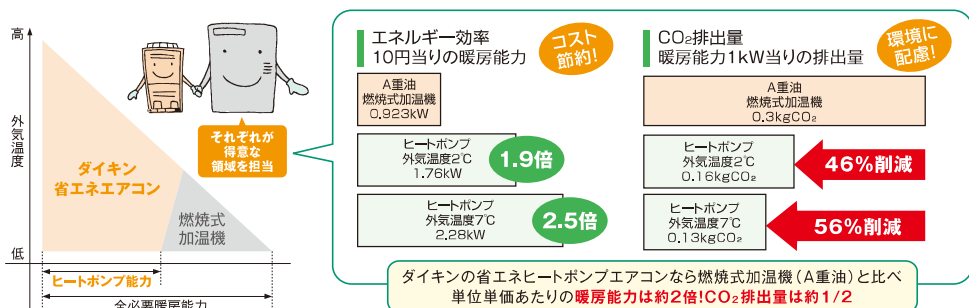 高
外気温度
低
ダイキン
省エネエアコン
燃焼式
加温機
ヒートポンプ能力
全必要暖房能力
それぞれが
得意な
領域を担当
エネルギー効率
10円当りの暖房能力
コスト
節約!
A重油
燃焼式加温機
0.923kW
ヒートポンプ
外気温度2℃
1.76kW
1.9倍
ヒートポンプ
外気温度7℃
2.28kW
2.5倍
CO₂排出量
暖房能力1kW当りの排出量
環境に
配慮!
A重油
燃焼式加温機
0.3kgCO₂
ヒートポンプ
外気温度2℃
0.16kgCO₂
46%削減
ヒートポンプ
外気温度7℃
0.13kgCO₂
56%削減
ダイキンの省エネヒートポンプエアコンなら燃焼式加温機(A重油)と比べ
単位単価あたりの暖房能力は約2倍!CO₂排出量は約1/2